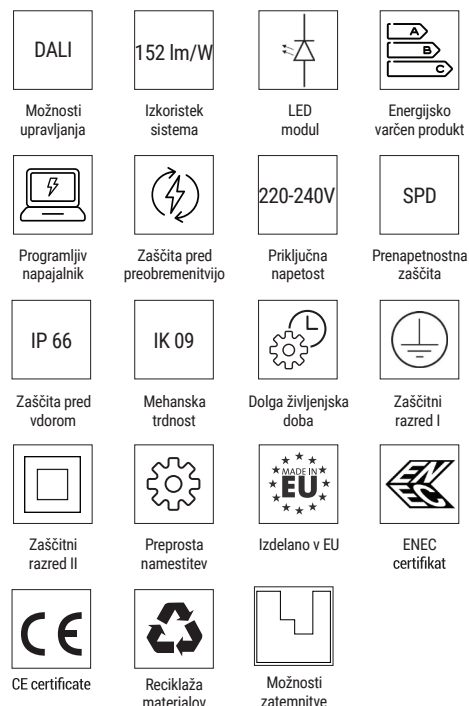 DALI
152 lm/W
A
B
C
Možnosti
upravljanja
Izkoristek
sistema
LED
modul
Energijsko
varčen produkt
220-240V
SPD
Programljiv
napajalnik
Zaščita pred
preobremenitvijo
Priključna
napetost
Prenapetnostna
zaščita
IP 66
IK 09
Zaščita pred
vdorom
Mehanska
trdnost
Dolga življenjska
doba
Zaščitni
razred I
MADE IN
EU
ENEC
Zaščitni
razred II
Preprosta
namestitev
Izdelano v EU
ENEC
certifikat
CE
CE certificate
Reciklaža
materialov
Možnosti
zatemnitve